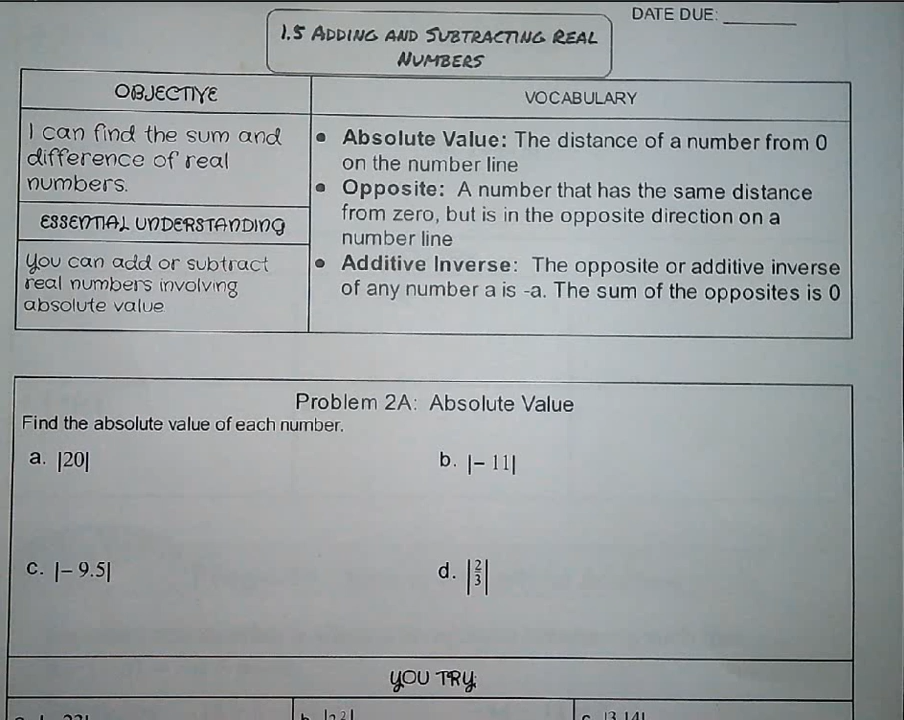 DATE DUE: ________
1.5 ADDING AND SUBTRACTING REAL
NUMBERS
OBJECTIVE
I can find the sum and
difference of real
numbers.
ESSENTIAL UNDERSTANDING
You can add or subtract
real numbers involving
absolute value
VOCABULARY
• Absolute Value: The distance of a number from 0
on the number line
• Opposite: A number that has the same distance
from zero, but is in the opposite direction on a
number line
• Additive Inverse: The opposite or additive inverse
of any number a is -a. The sum of the opposites is 0
Problem 2A: Absolute Value
Find the absolute value of each number.
a. |20|
b. |− 11|
c. |− 9.5|
d. |2/3|
YOU TRY: